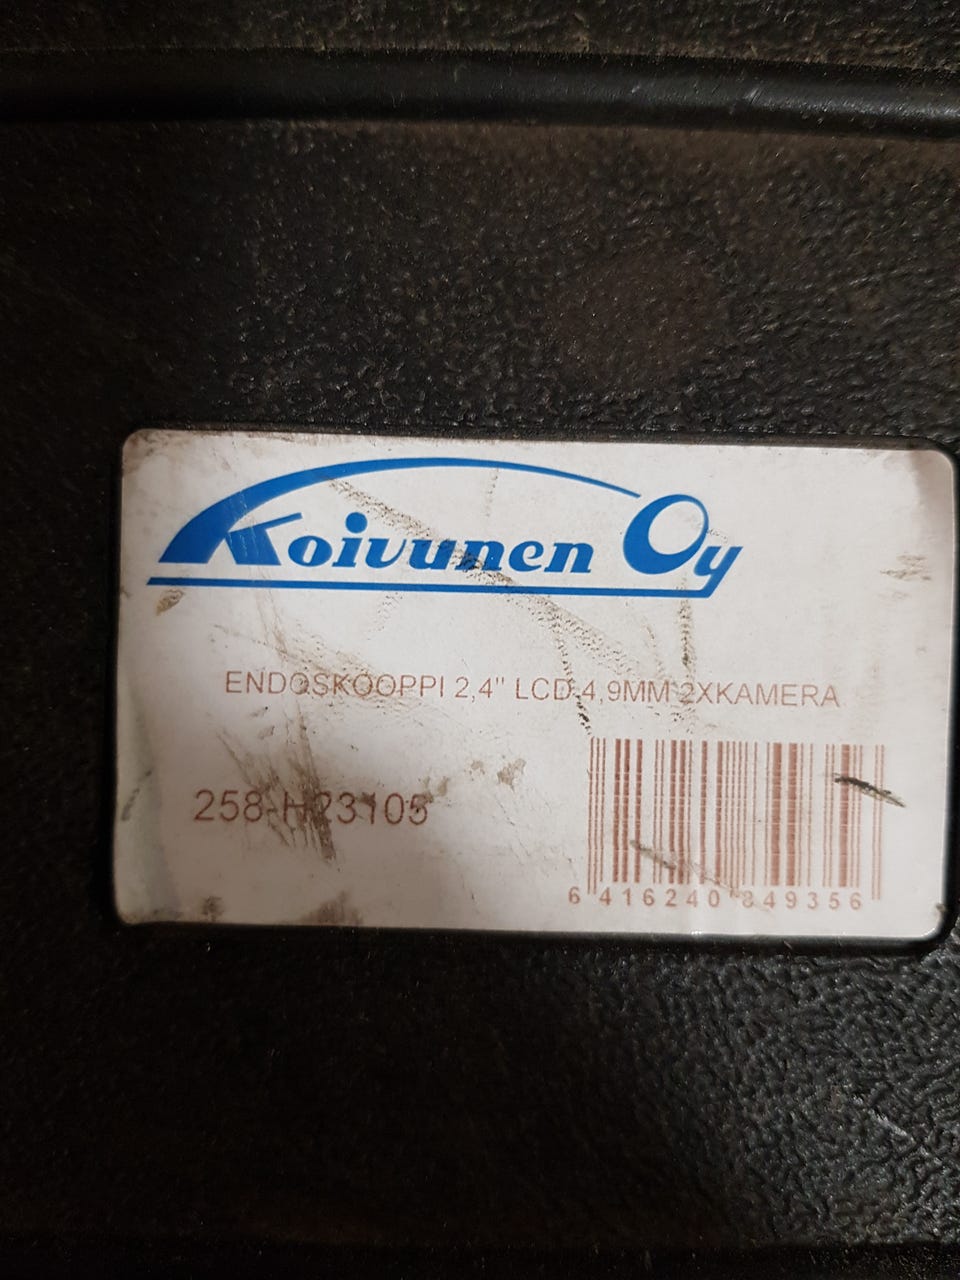 Koivunen Oy
ENDOSKOOPPI 2,4" LCD 4,9MM 2XKAMERA
258-H23105
6 416240 849356